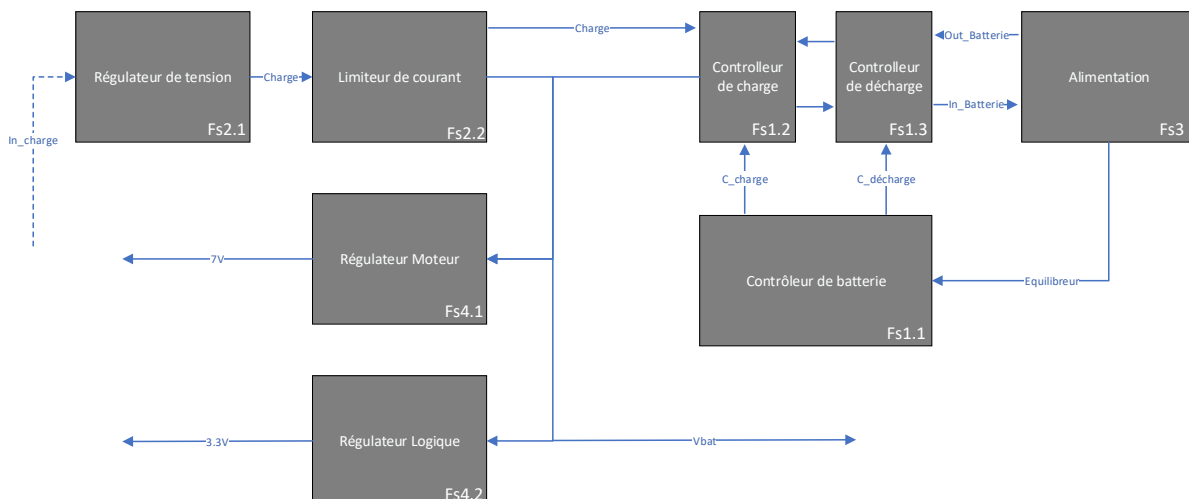 Régulateur de tension
Fs2.1
Charge
Limiteur de courant
Fs2.2
Charge
Controlleur
de charge
Fs1.2
Controlleur
de décharge
Fs1.3
Out_Batterie
In_Batterie
Alimentation
Fs3
In_charge
C_charge
C_décharge
7V
Régulateur Moteur
Fs4.1
Contrôleur de batterie
Fs1.1
Equilibreur
3.3V
Régulateur Logique
Fs4.2
Vbat